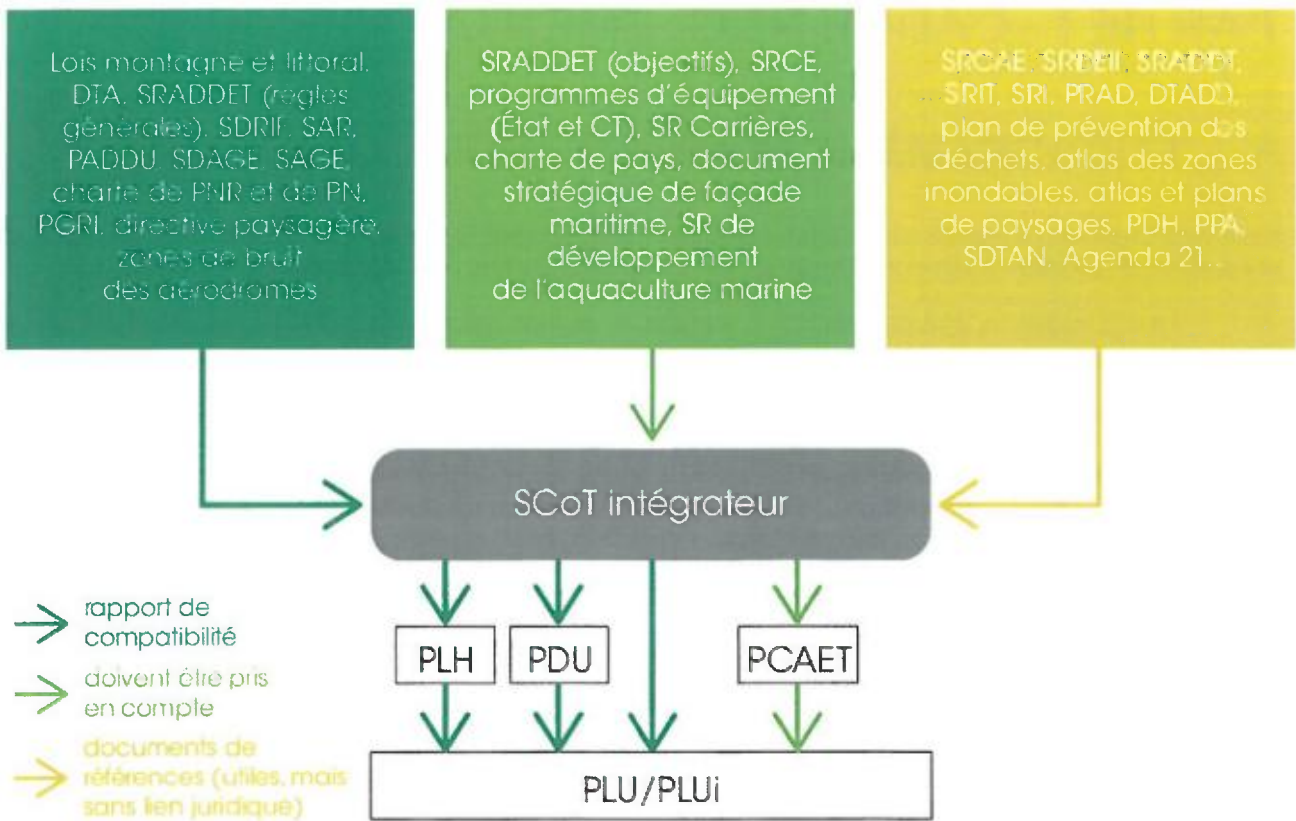 Lois montagne et littoral,
DTA, SRADDET (règles
générales), SDRIF, SAR,
PADDU, SDAGE, SAGE,
charte de PNR et de PN,
PGRI, directive paysagère,
zones de bruit
des aérodromes
SRADDET (objectifs), SRCE,
programmes d'équipement
(État et CT), SR Carrières,
charte de pays, document
stratégique de façade
maritime, SR de
développement
de l'aquaculture marine
SRCAE, SRDEII, SRADDT,
SRIT, SRI, PRAD, DTADD,
plan de prévention des
déchets, atlas des zones
inondables, atlas et plans
de paysages, PDH, PPA,
SDTAN, Agenda 21...
SCoT intégrateur
rapport de
compatibilité
doivent être pris
en compte
documents de
références (utiles, mais
sans lien juridique)
PLH PDU PCAET
PLU/PLUi